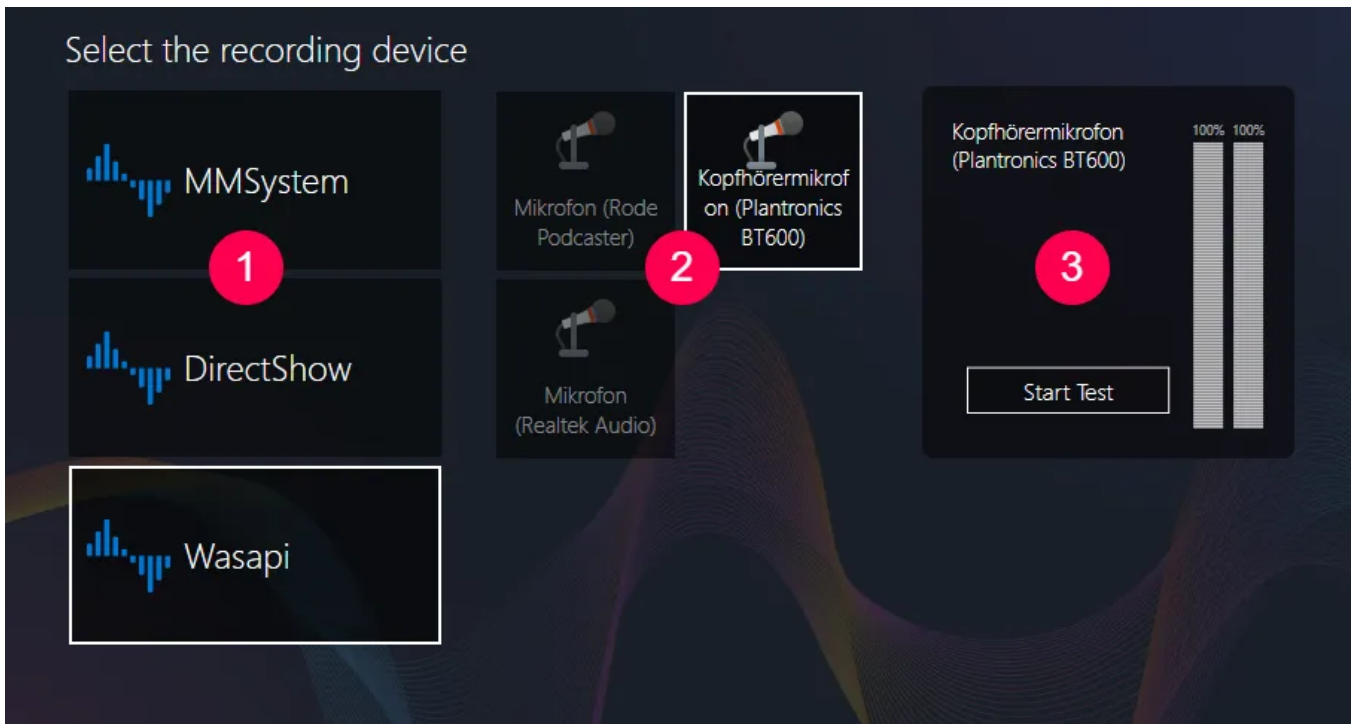 Select the recording device
MMSystem
1
DirectShow
Wasapi
Mikrofon (Rode
Podcaster)
Kopfhörermikrof
on (Plantronics
BT600)
2
Mikrofon
(Realtek Audio)
Kopfhörermikrofon
(Plantronics BT600)
100% 100%
3
Start Test